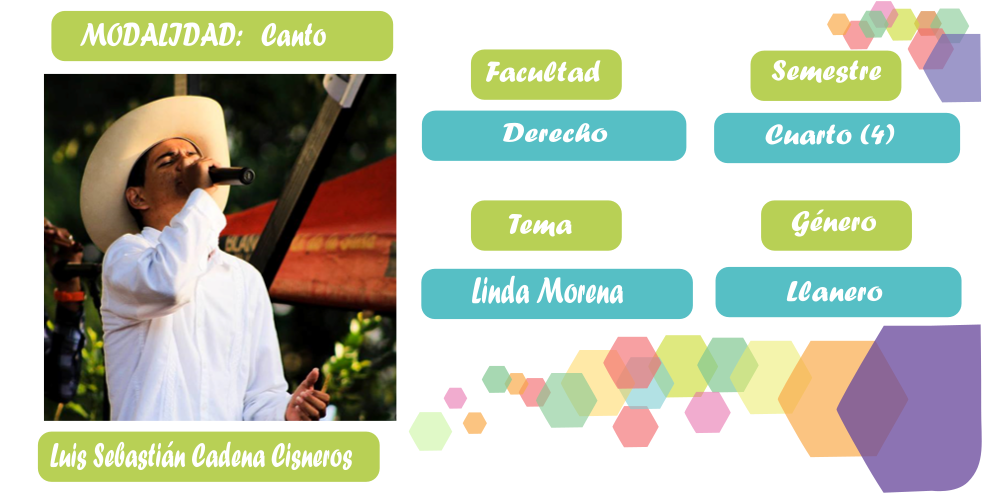 MODALIDAD: Canto
Facultad
Semestre
Derecho
Cuarto (4)
Tema
Género
Linda Morena
Llanero
Luis Sebastián Cadena Cisneros